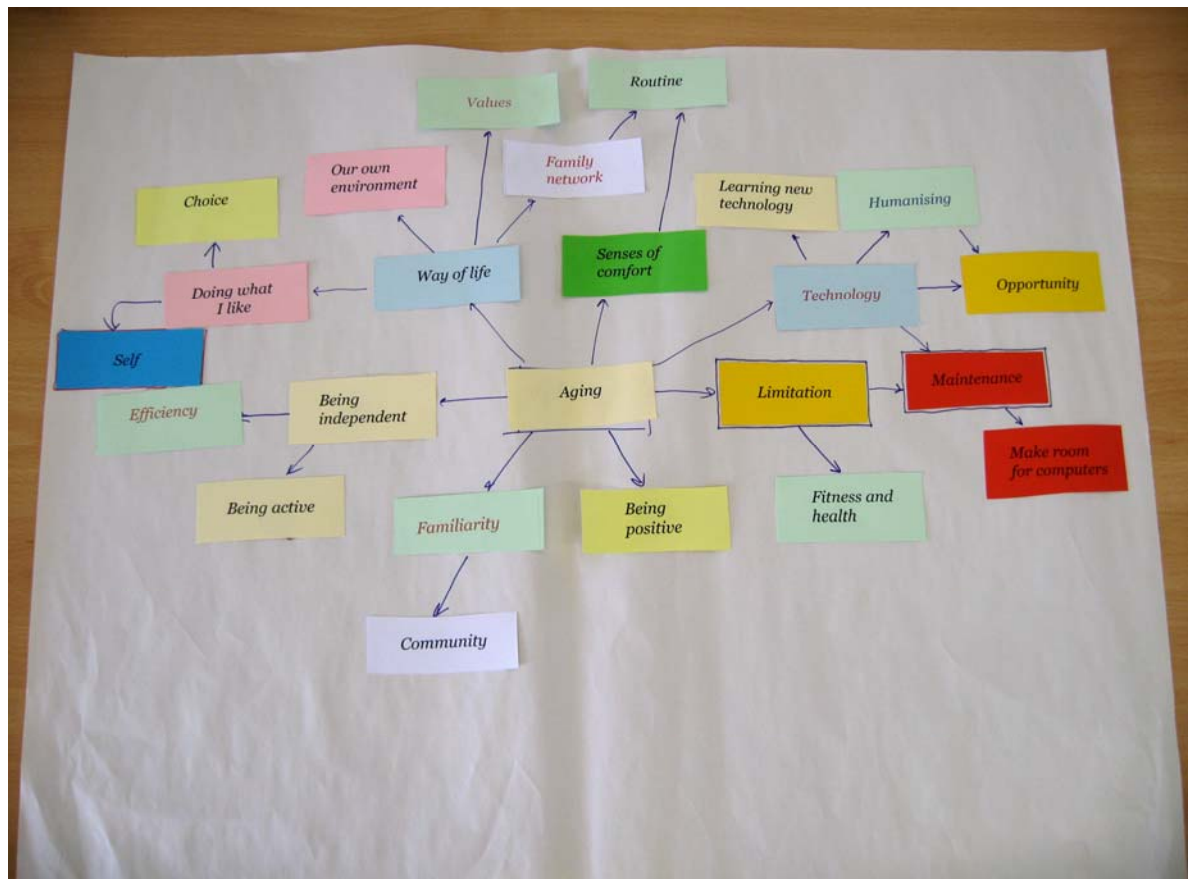 Routine
Values
Family
network
Our own
environment
Learning new
technology
Humanising
Choice
Senses of
comfort
Way of life
Opportunity
Technology
Doing what
I like
Self
Maintenance
Aging
Limitation
Being
independent
Efficiency
Make room
for computers
Fitness and
health
Being active
Being
positive
Familiarity
Community